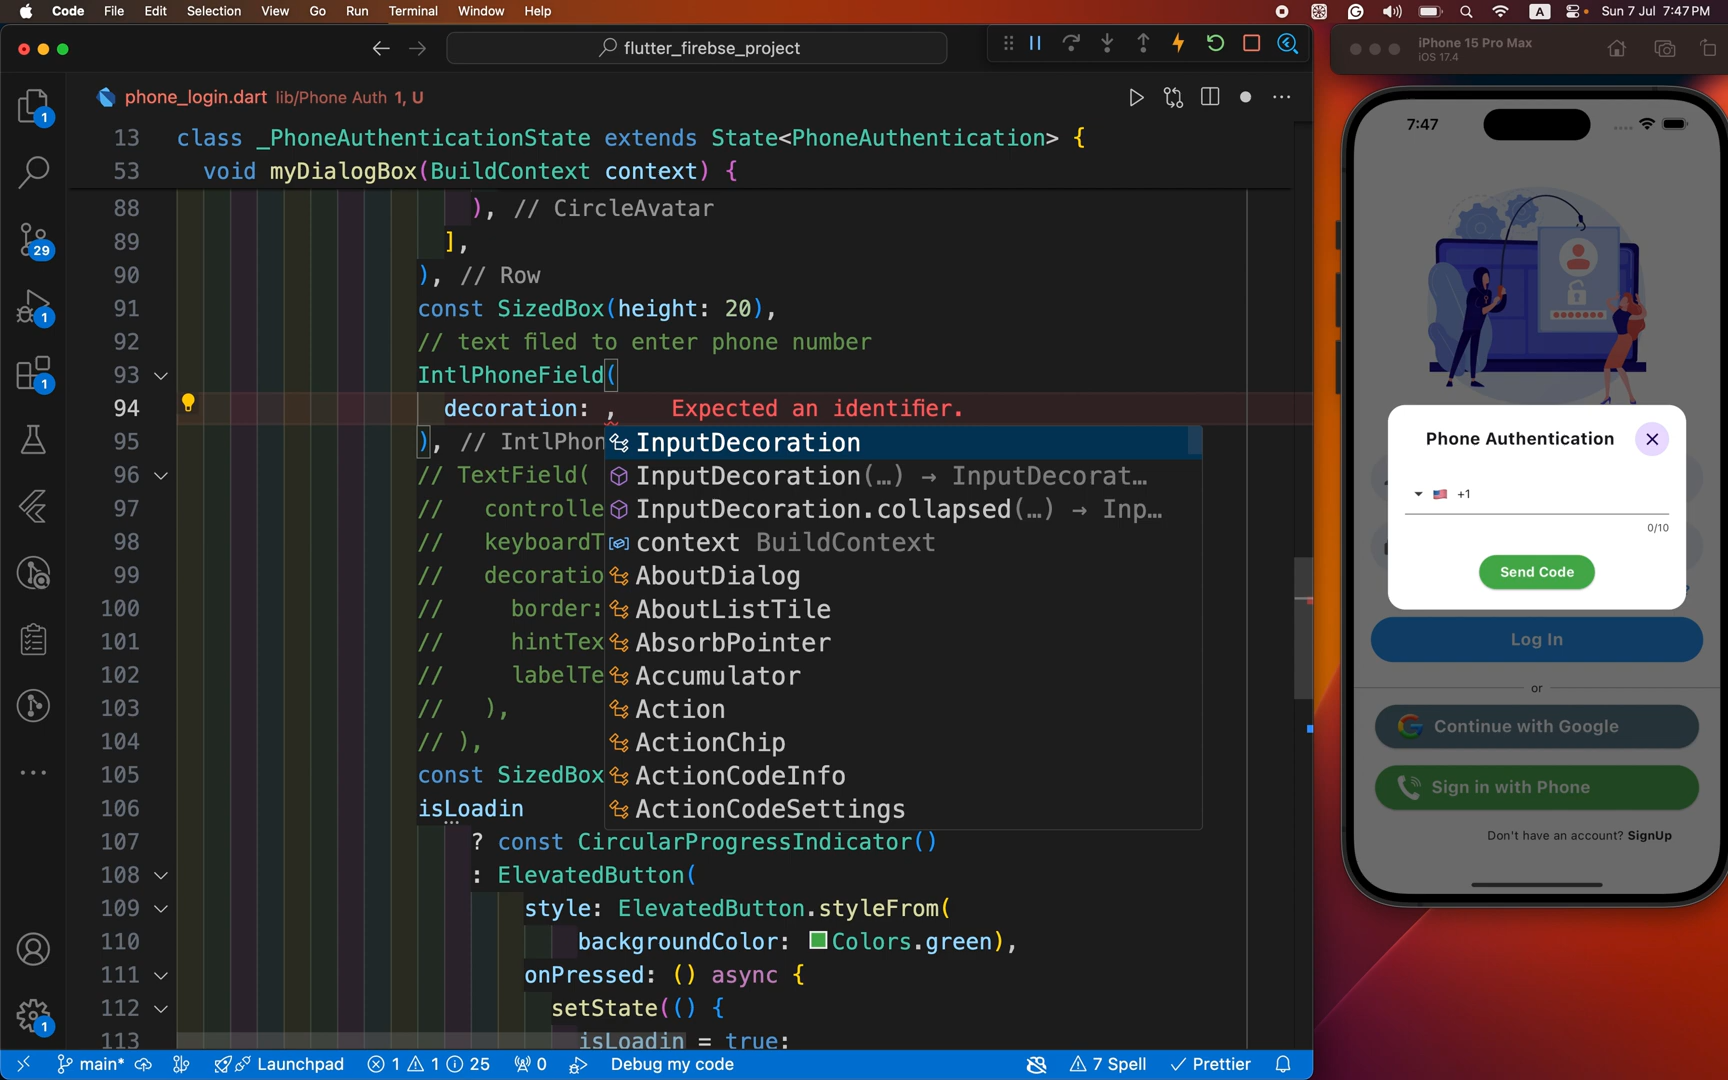 Code File Edit Selection View Go Run Terminal Window Help
A Sun 7 Jul 7:47 PM
flutter_firebse_project
phone_login.dart lib/Phone Auth 1, U
13 class _PhoneAuthenticationState extends State<PhoneAuthentication> {
53 void myDialogBox(BuildContext context) {
88 ), // CircleAvatar
89 ],
90 ), // Row
91 const SizedBox(height: 20),
92 // text filed to enter phone number
93 IntlPhoneField(
94 decoration: , Expected an identifier.
95 ), // IntlPhon
96 // TextField(
97 // controlle
98 // keyboardT
99 // decoratio
100 // border:
101 // hintTex
102 // labelTe
103 // ),
104 // ),
105 const SizedBox
106 isLoadin
107 ? const CircularProgressIndicator()
108 : ElevatedButton(
109 style: ElevatedButton.styleFrom(
110 backgroundColor: Colors.green),
111 onPressed: () async {
112 setState(() {
113 isLoadin = true;
InputDecoration
InputDecoration(…) → InputDecorat…
InputDecoration.collapsed(…) → Inp…
context BuildContext
AboutDialog
AboutListTile
AbsorbPointer
Accumulator
Action
ActionChip
ActionCodeInfo
ActionCodeSettings
1
29
1
1
1
main* Launchpad 1 1 25 0 Debug my code 7 Spell Prettier
iPhone 15 Pro Max
iOS 17.4
7:47
Phone Authentication
+1
0/10
Send Code
Log In
or
Continue with Google
Sign in with Phone
Don't have an account? SignUp